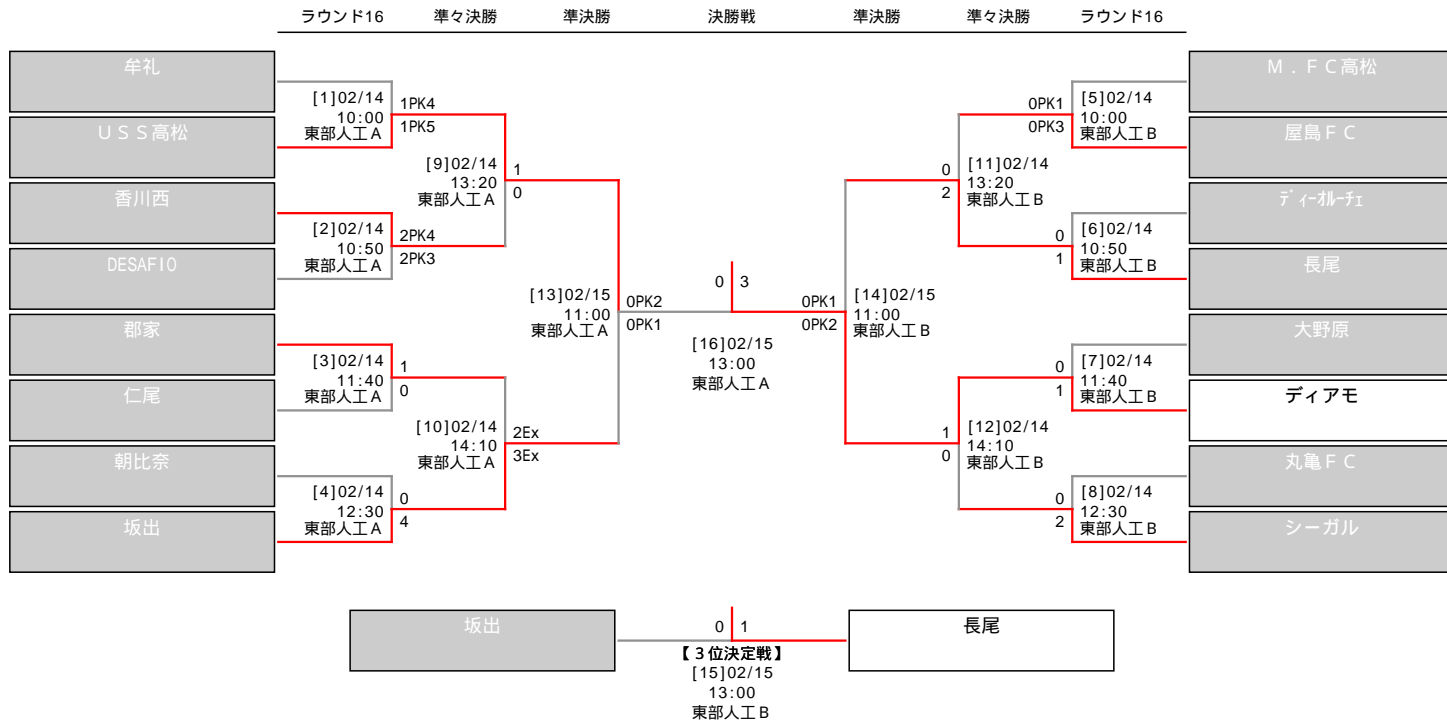 ラウンド16 準々決勝 準決勝 決勝戦 準決勝 準々決勝 ラウンド16
牟礼
[1]02/14
10:00
東部人工A
1PK4
1PK5
USS高松
[9]02/14
13:20
東部人工A
1
0
香川西
[2]02/14
10:50
東部人工A
2PK4
2PK3
DESAFIO
[13]02/15
11:00
東部人工A
0PK2
0PK1
郡家
[3]02/14
11:40
東部人工A
1
0
仁尾
[10]02/14
14:10
東部人工A
2Ex
3Ex
朝比奈
[4]02/14
12:30
東部人工A
0
4
坂出
0 3
[16]02/15
13:00
東部人工A
M.FC高松
0PK1
0PK3
[5]02/14
10:00
東部人工B
屋島FC
0
2
[11]02/14
13:20
東部人工B
ディーオルーチェ
0
1
[6]02/14
10:50
東部人工B
長尾
0PK1
0PK2
[14]02/15
11:00
東部人工B
大野原
0
1
[7]02/14
11:40
東部人工B
ディアモ
1
0
[12]02/14
14:10
東部人工B
丸亀FC
0
2
[8]02/14
12:30
東部人工B
シーガル
坂出 0 1 長尾
【3位決定戦】
[15]02/15
13:00
東部人工B